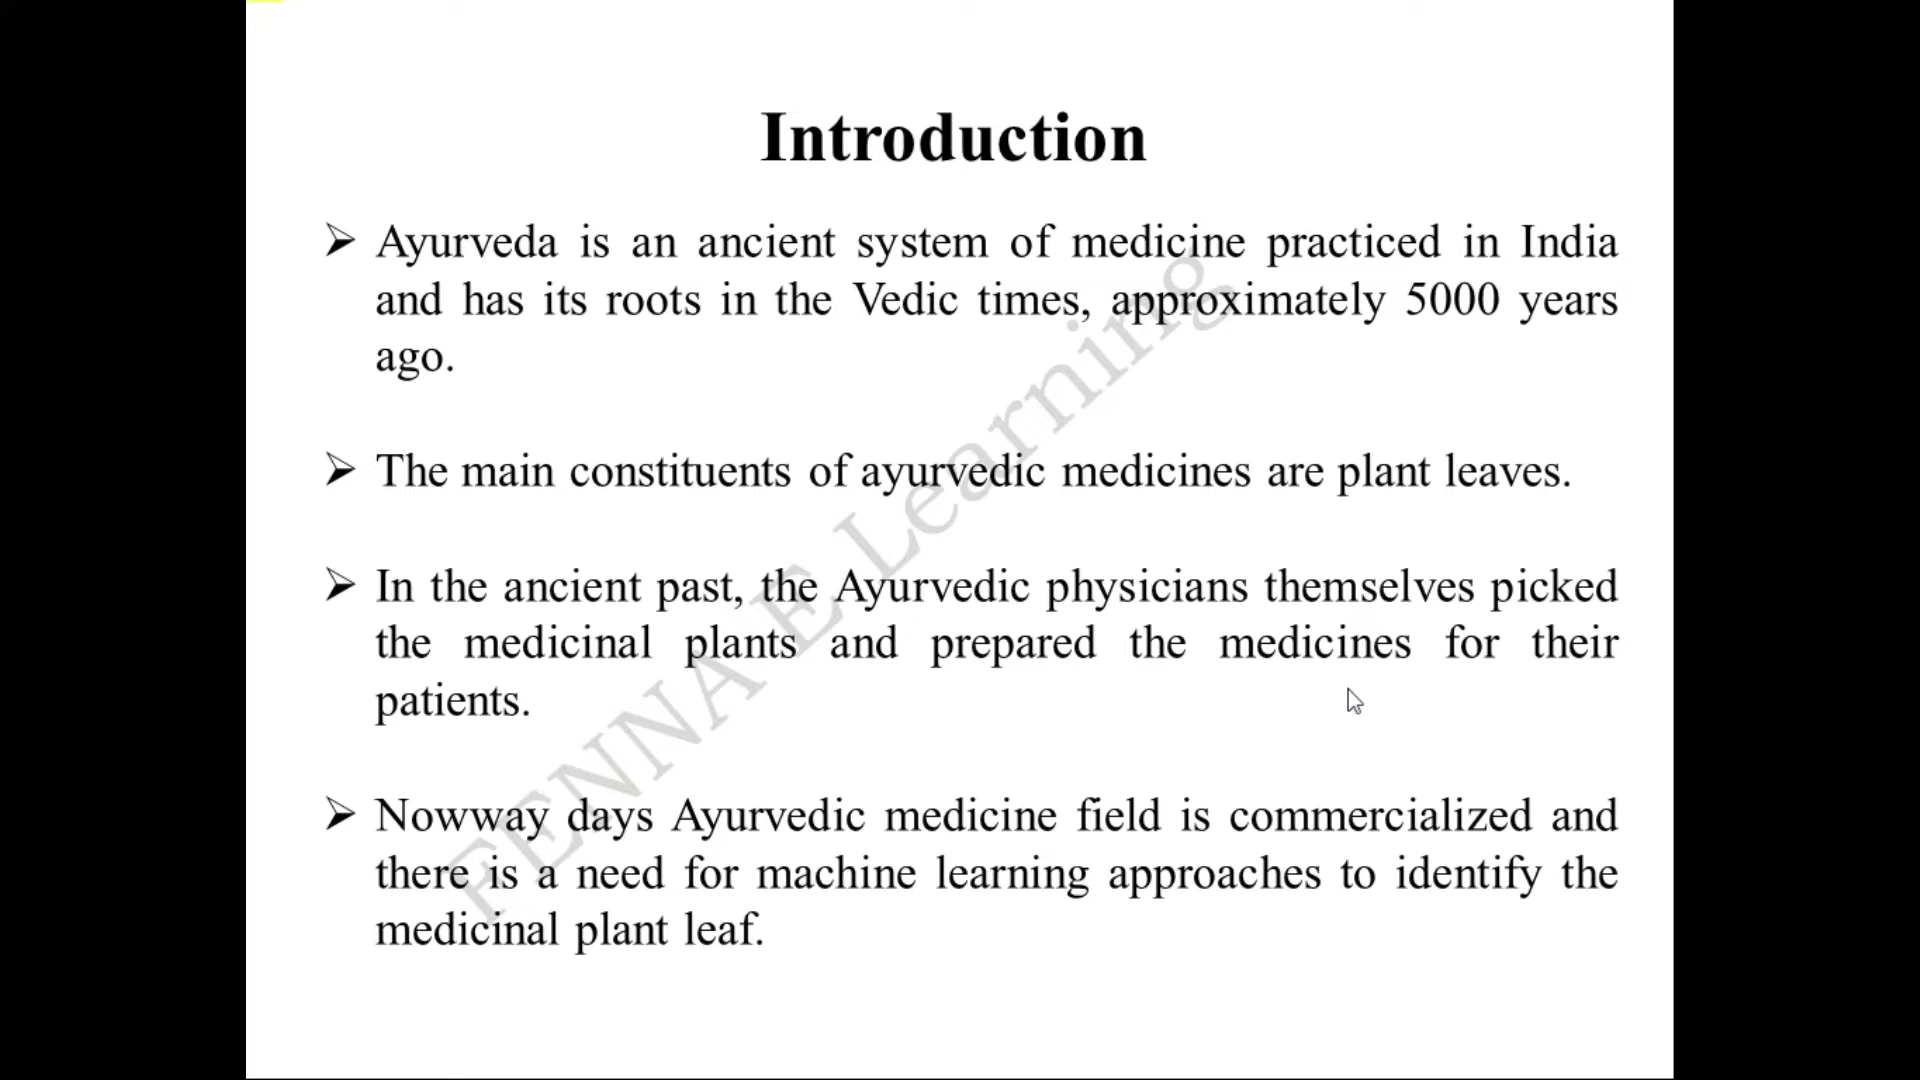 Introduction
➢ Ayurveda is an ancient system of medicine practiced in India
and has its roots in the Vedic times, approximately 5000 years
ago.
➢ The main constituents of ayurvedic medicines are plant leaves.
➢ In the ancient past, the Ayurvedic physicians themselves picked
the medicinal plants and prepared the medicines for their
patients.
➢ Nowway days Ayurvedic medicine field is commercialized and
there is a need for machine learning approaches to identify the
medicinal plant leaf.
FENNA E Learning